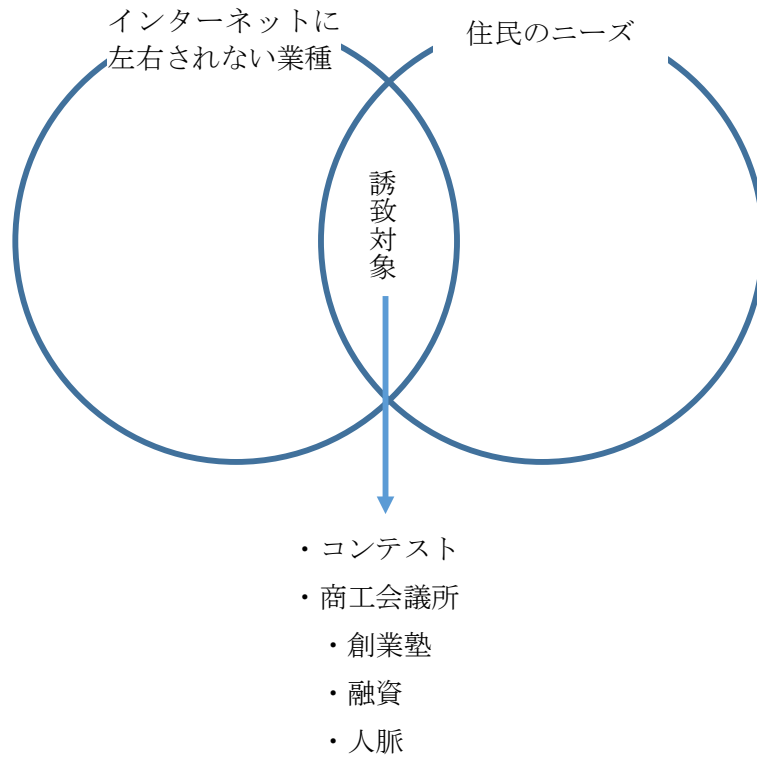 インターネットに
左右されない業種
住民のニーズ
誘致対象
・コンテスト
・商工会議所
・創業塾
・融資
・人脈